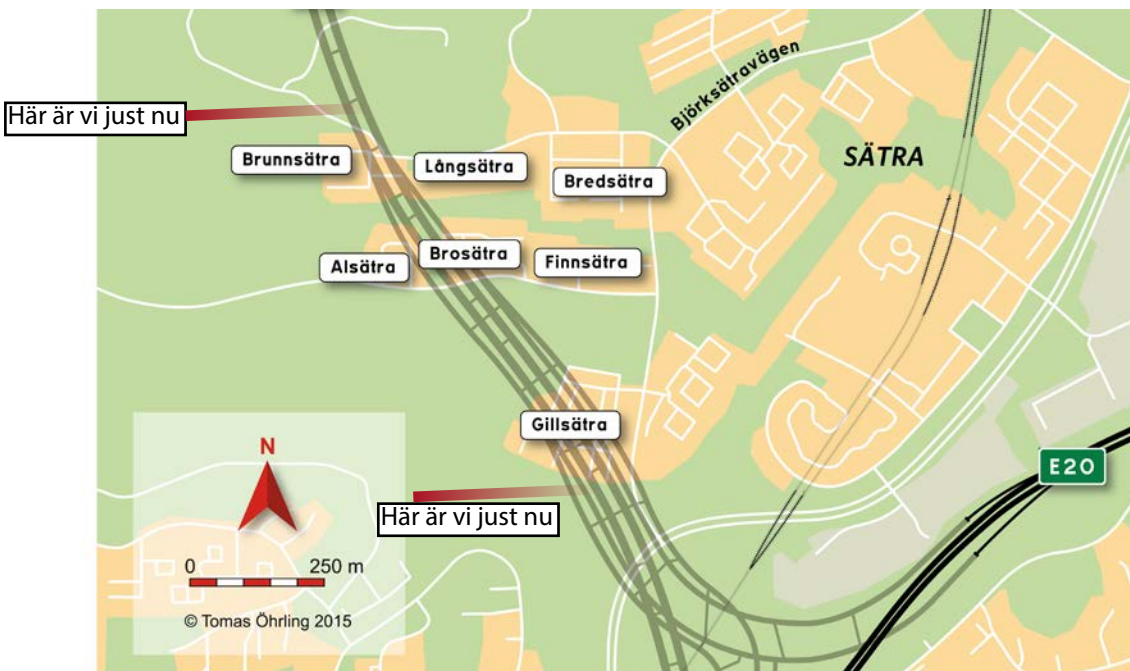 Björksätravägen
Här är vi just nu
SÄTRA
Brunnsätra
Långsätra
Bredsätra
Alsätra
Brosätra
Finnsätra
Gillsätra
E20
Här är vi just nu
N
0 250 m
© Tomas Öhrling 2015